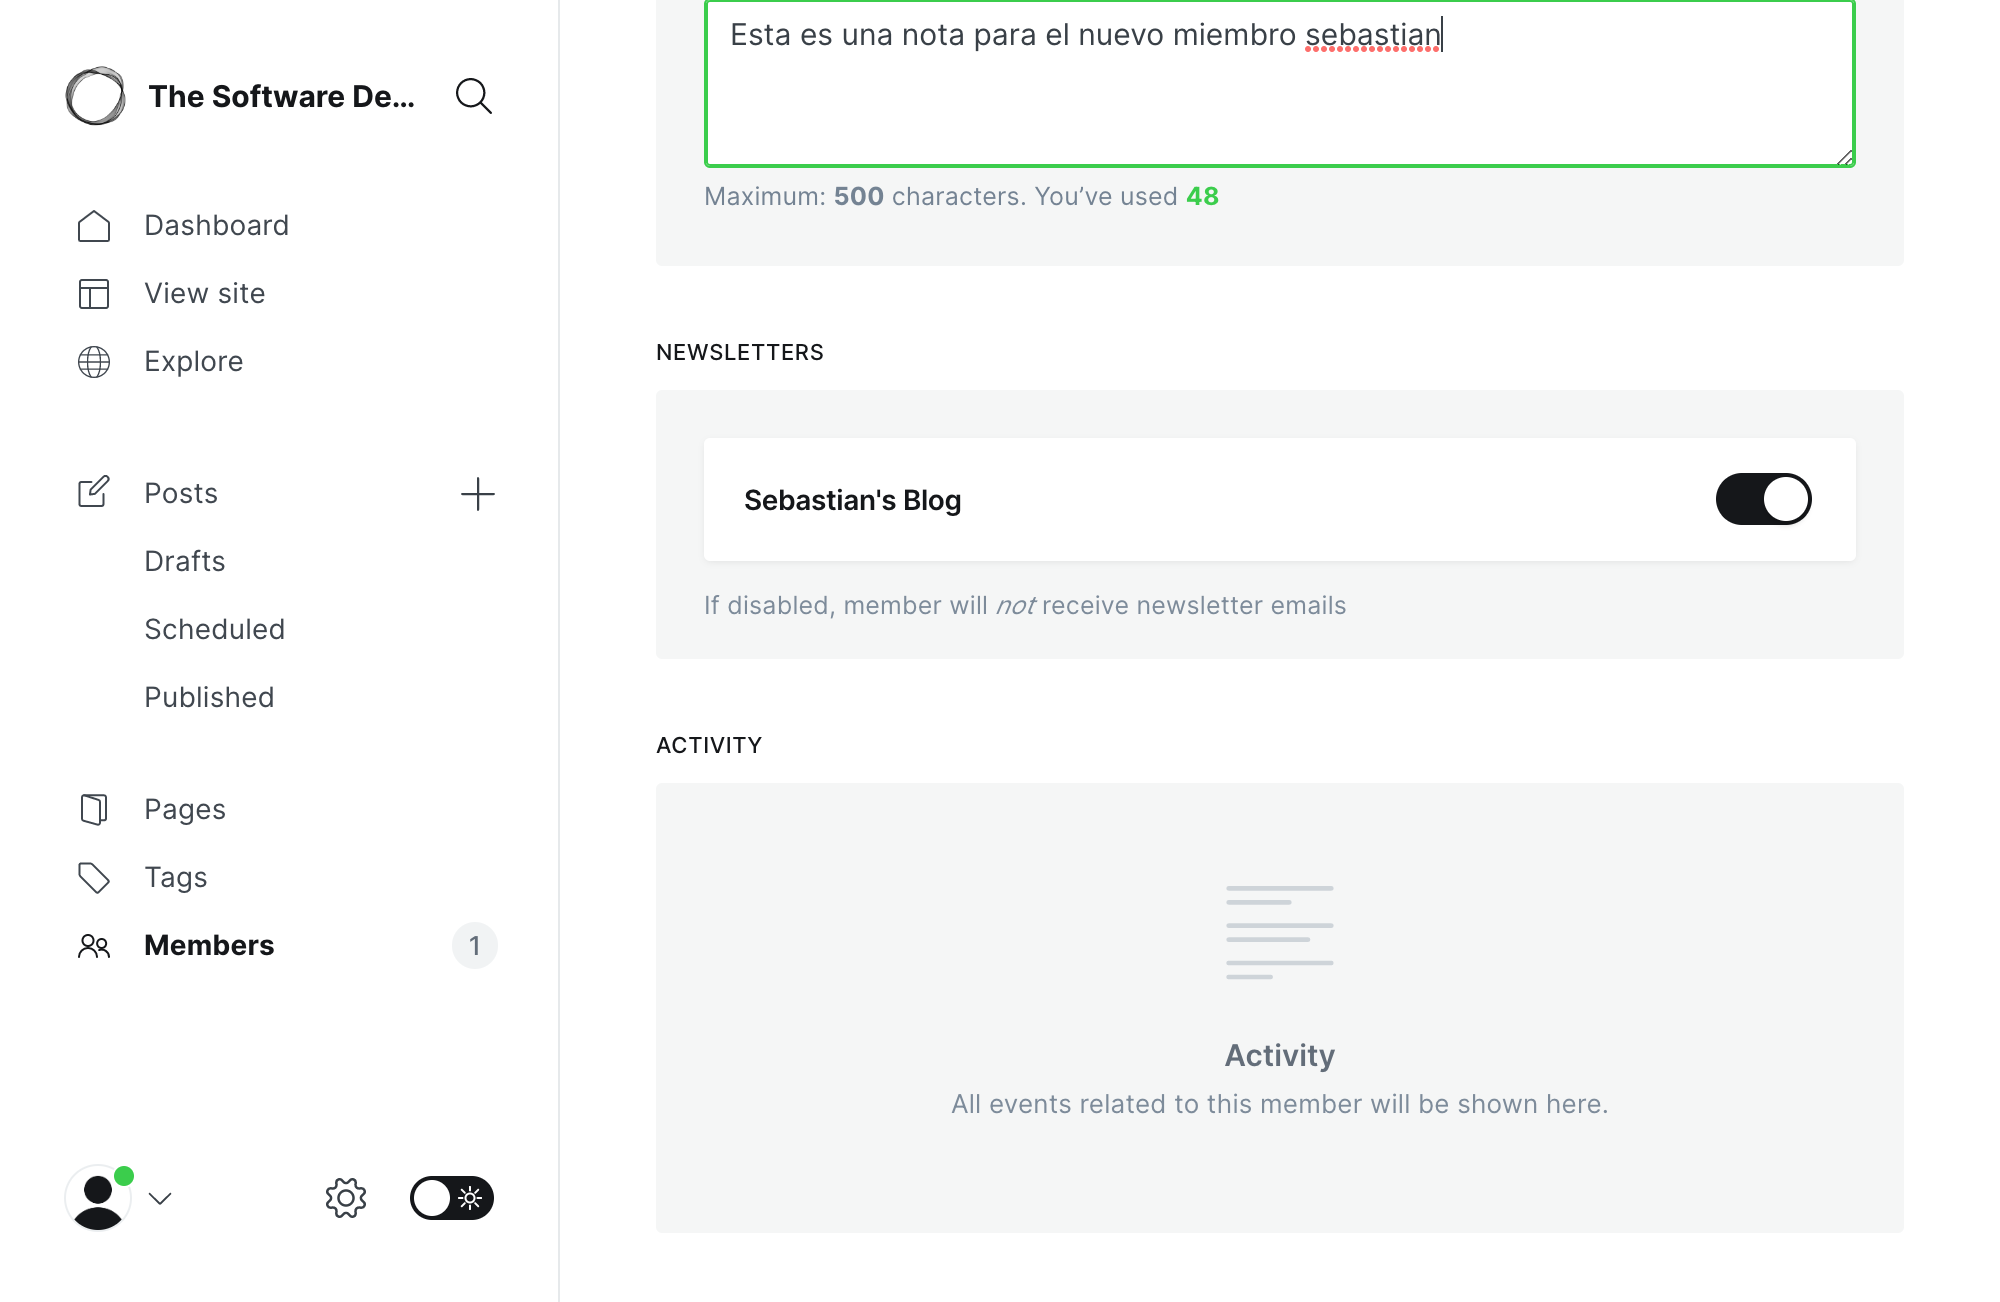 The Software De...
Dashboard
View site
Explore
Posts
Drafts
Scheduled
Published
Pages
Tags
Members 1
Esta es una nota para el nuevo miembro sebastian
Maximum: 500 characters. You’ve used 48
NEWSLETTERS
Sebastian's Blog
If disabled, member will not receive newsletter emails
ACTIVITY
Activity
All events related to this member will be shown here.